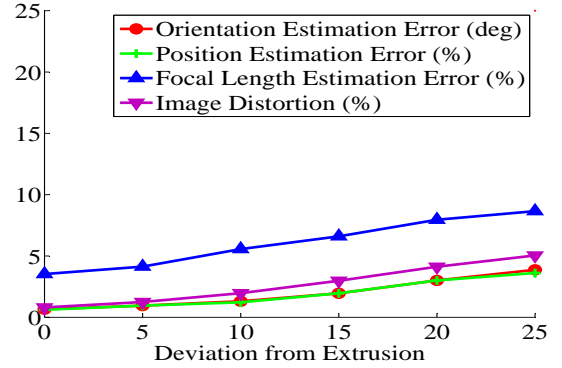 25
20
15
10
5
0
Orientation Estimation Error (deg)
Position Estimation Error (%)
Focal Length Estimation Error (%)
Image Distortion (%)
0 5 10 15 20 25
Deviation from Extrusion